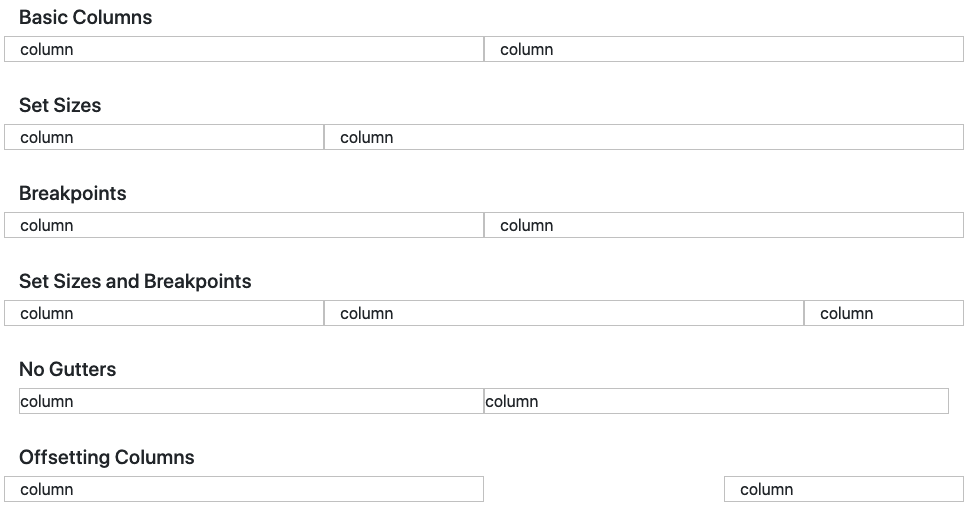 Basic Columns
column column
Set Sizes
column column
Breakpoints
column column
Set Sizes and Breakpoints
column column column
No Gutters
column column
Offsetting Columns
column column